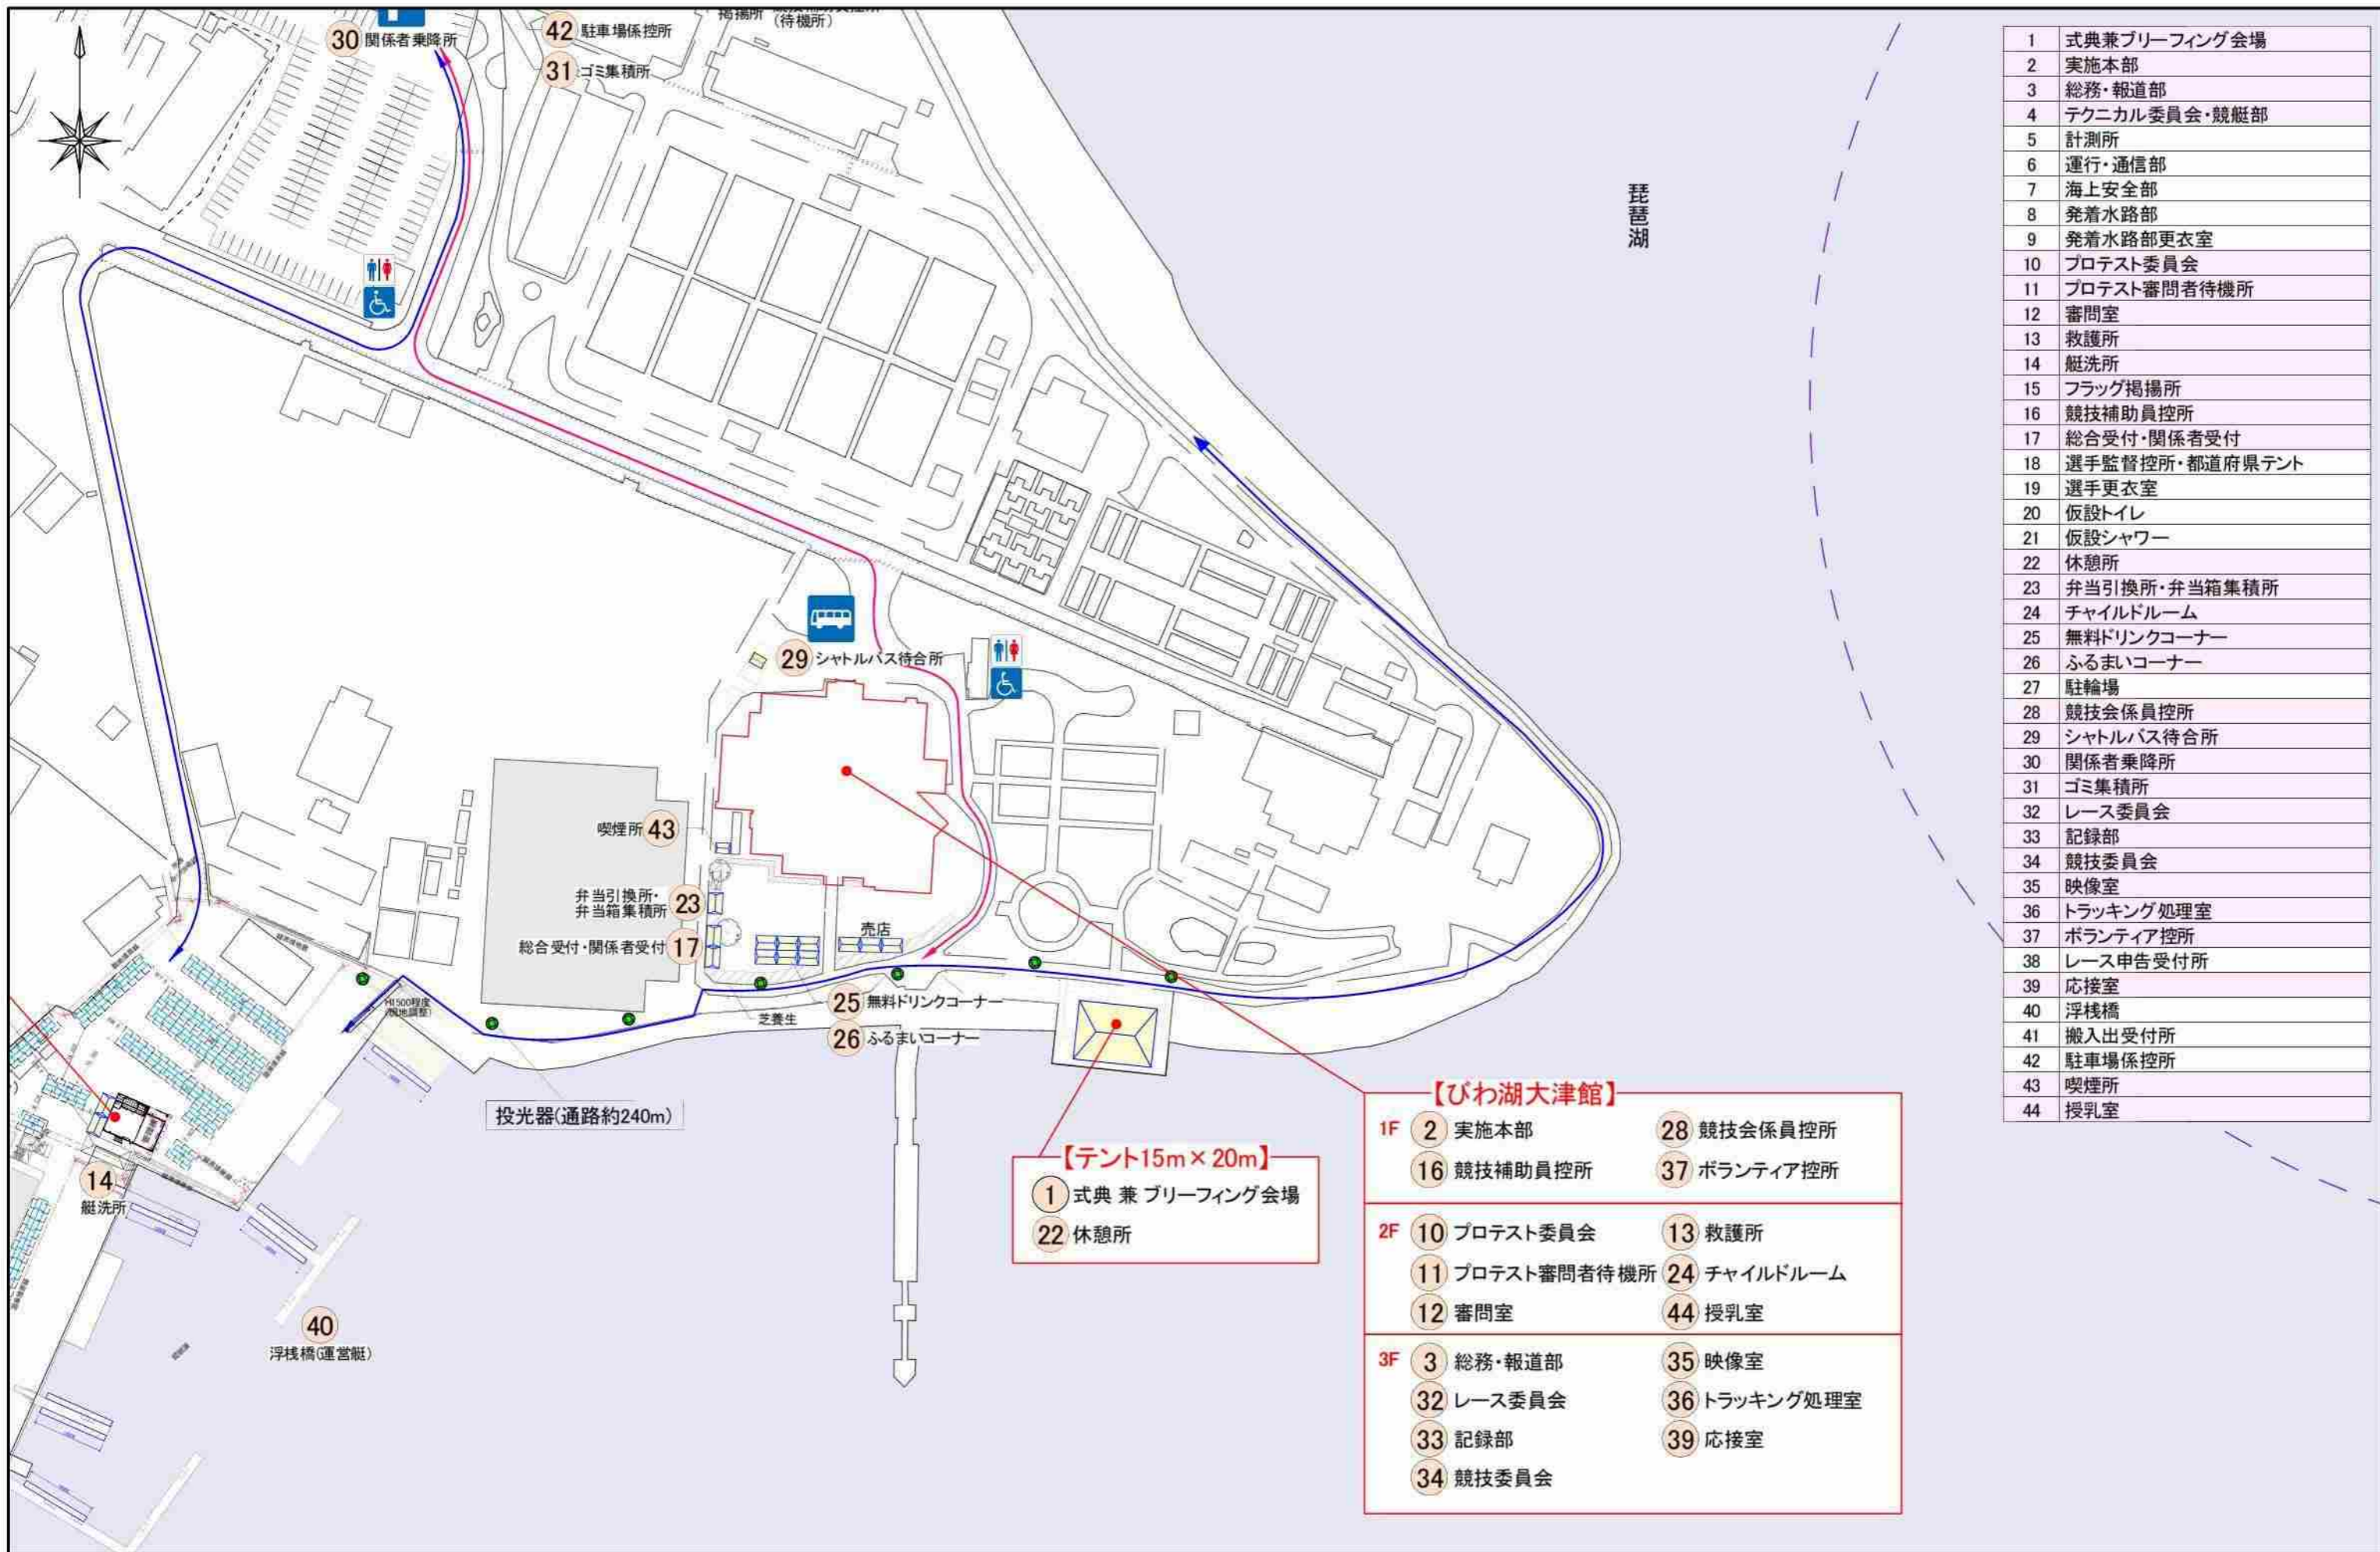 30 関係者乗降所
42 駐車場係控所
(待機所)
31 ゴミ集積所
琵琶湖
29 シャトルバス待合所
喫煙所 43
弁当引換所・
弁当箱集積所 23
総合受付・関係者受付 17
売店
25 無料ドリンクコーナー
芝養生
26 ふるまいコーナー
H1500程度
(現地調整)
投光器(通路約240m)
14
艇洗所
40
浮桟橋(運営艇)
【テント15m×20m】
1 式典 兼 ブリーフィング会場
22 休憩所
【びわ湖大津館】
1F 2 実施本部 28 競技会係員控所
16 競技補助員控所 37 ボランティア控所
2F 10 プロテスト委員会 13 救護所
11 プロテスト審問者待機所 24 チャイルドルーム
12 審問室 44 授乳室
3F 3 総務・報道部 35 映像室
32 レース委員会 36 トラッキング処理室
33 記録部 39 応接室
34 競技委員会
1 式典兼ブリーフィング会場
2 実施本部
3 総務・報道部
4 テクニカル委員会・競艇部
5 計測所
6 運行・通信部
7 海上安全部
8 発着水路部
9 発着水路部更衣室
10 プロテスト委員会
11 プロテスト審問者待機所
12 審問室
13 救護所
14 艇洗所
15 フラッグ掲揚所
16 競技補助員控所
17 総合受付・関係者受付
18 選手監督控所・都道府県テント
19 選手更衣室
20 仮設トイレ
21 仮設シャワー
22 休憩所
23 弁当引換所・弁当箱集積所
24 チャイルドルーム
25 無料ドリンクコーナー
26 ふるまいコーナー
27 駐輪場
28 競技会係員控所
29 シャトルバス待合所
30 関係者乗降所
31 ゴミ集積所
32 レース委員会
33 記録部
34 競技委員会
35 映像室
36 トラッキング処理室
37 ボランティア控所
38 レース申告受付所
39 応接室
40 浮桟橋
41 搬入出受付所
42 駐車場係控所
43 喫煙所
44 授乳室